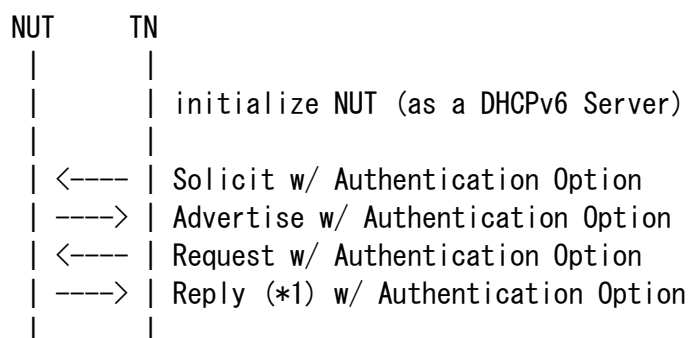 NUT TN
| |
| | initialize NUT (as a DHCPv6 Server)
| |
| <---- | Solicit w/ Authentication Option
| ----> | Advertise w/ Authentication Option
| <---- | Request w/ Authentication Option
| ----> | Reply (*1) w/ Authentication Option
| |